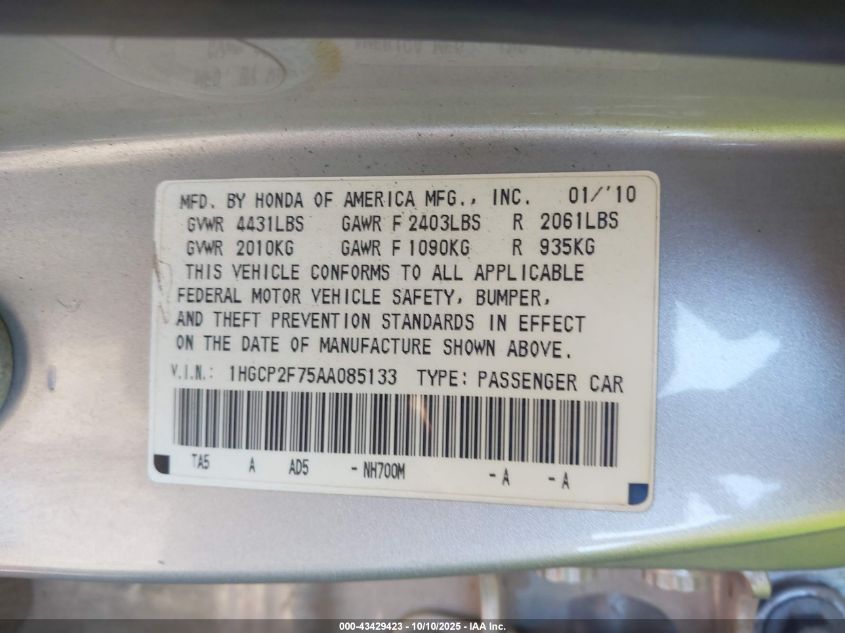 MFD. BY HONDA OF AMERICA MFG., INC. 01/'10
GVWR 4431LBS GAWR F 2403LBS R 2061LBS
GVWR 2010KG GAWR F 1090KG R 935KG
THIS VEHICLE CONFORMS TO ALL APPLICABLE
FEDERAL MOTOR VEHICLE SAFETY, BUMPER,
AND THEFT PREVENTION STANDARDS IN EFFECT
ON THE DATE OF MANUFACTURE SHOWN ABOVE.
V.I.N.: 1HGCP2F75AA085133 TYPE: PASSENGER CAR
TA5 A AD5 - NH700M - A - A
000-43429423 - 10/10/2025 - IAA Inc.